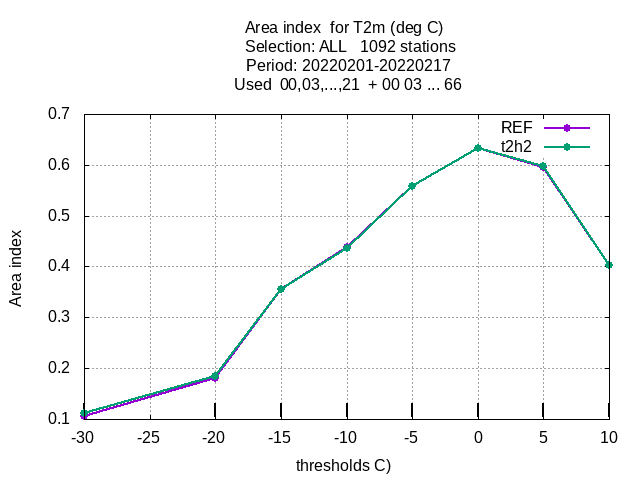 Area index  for T2m (deg C)
Selection: ALL   1092 stations
Period: 20220201-20220217
Used  00,03,...,21  + 00 03 ... 66
REF
t2h2
0.7
0.6
0.5
0.4
0.3
0.2
0.1
Area index
-30 -25 -20 -15 -10 -5 0 5 10
thresholds C)